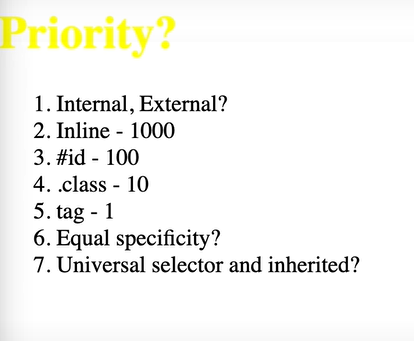 Priority?
1. Internal, External?
2. Inline - 1000
3. #id - 100
4. .class - 10
5. tag - 1
6. Equal specificity?
7. Universal selector and inherited?